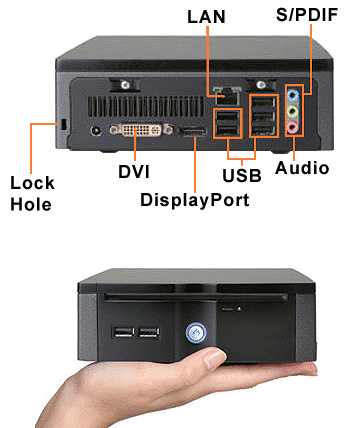 S/PDIF
LAN
DVI
Audio
USB
Lock
Hole
DisplayPort